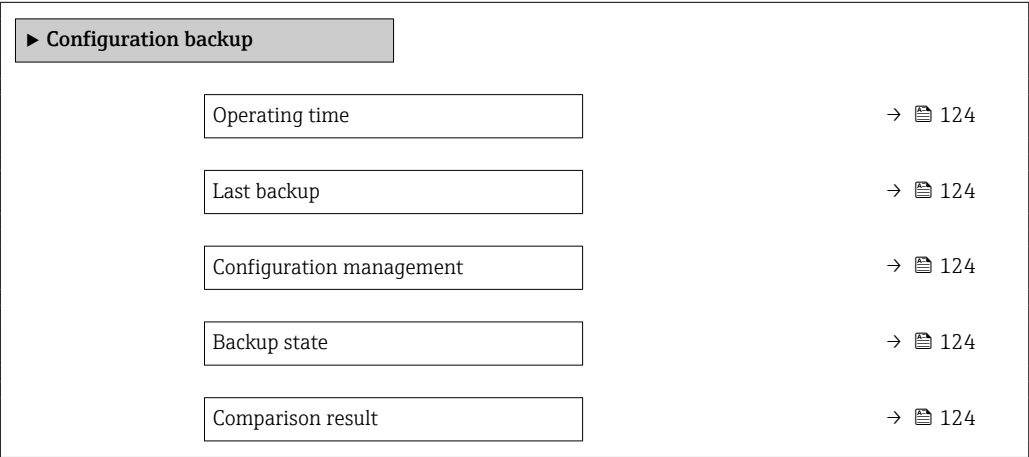 ► Configuration backup
Operating time → 🖹 124
Last backup → 🖹 124
Configuration management → 🖹 124
Backup state → 🖹 124
Comparison result → 🖹 124